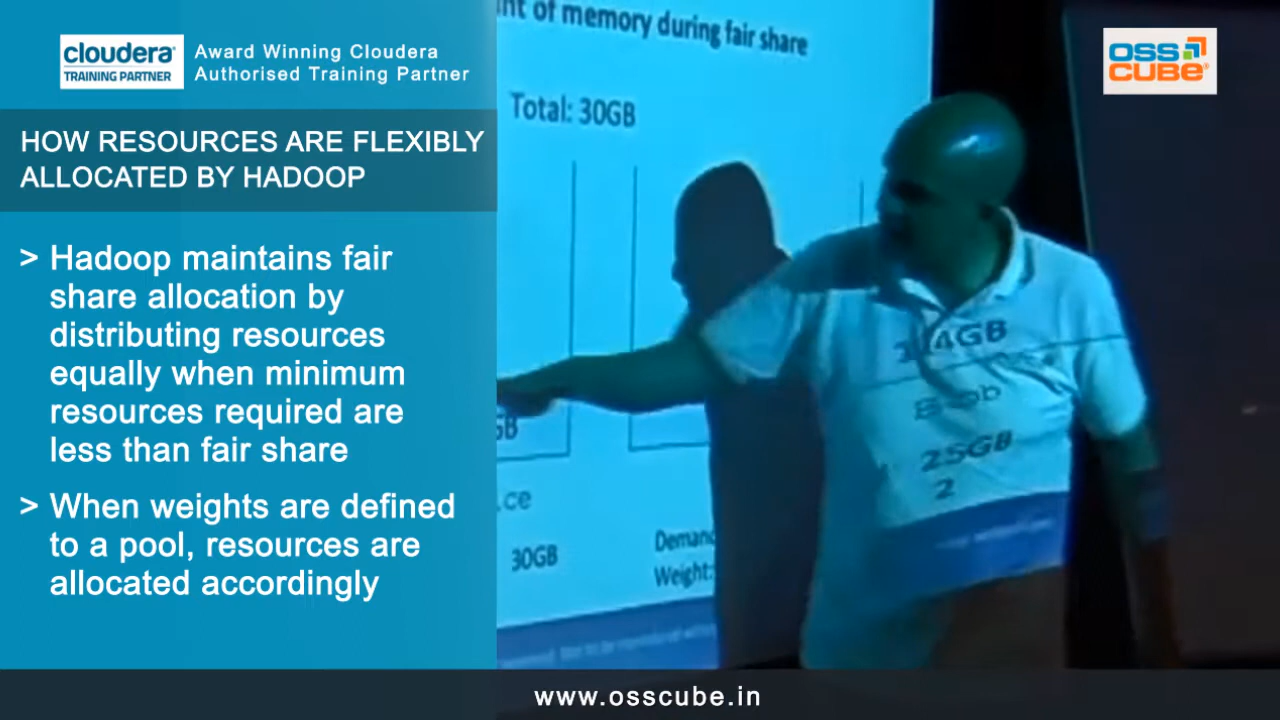 cloudera
TRAINING PARTNER
Award Winning Cloudera
Authorised Training Partner
OSS
CUBE
HOW RESOURCES ARE FLEXIBLY
ALLOCATED BY HADOOP
> Hadoop maintains fair
share allocation by
distributing resources
equally when minimum
resources required are
less than fair share
> When weights are defined
to a pool, resources are
allocated accordingly
of memory during fair share
Total: 30GB
25GB
2
30GB
Weight:
www.osscube.in